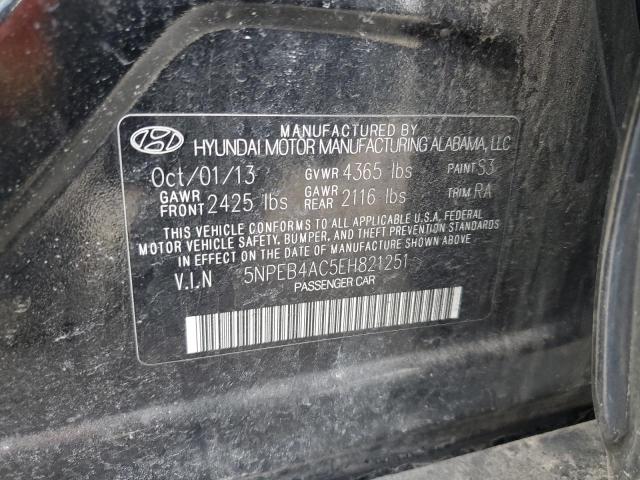 MANUFACTURED BY
HYUNDAI MOTOR MANUFACTURING ALABAMA, LLC
Oct/01/13 GVWR 4365 lbs PAINT S3
GAWR FRONT 2425 lbs GAWR REAR 2116 lbs TRIM RA
THIS VEHICLE CONFORMS TO ALL APPLICABLE U.S.A. FEDERAL
MOTOR VEHICLE SAFETY, BUMPER, AND THEFT PREVENTION STANDARDS
IN EFFECT ON THE DATE OF MANUFACTURE SHOWN ABOVE.
V.I.N 5NPEB4AC5EH821251
PASSENGER CAR